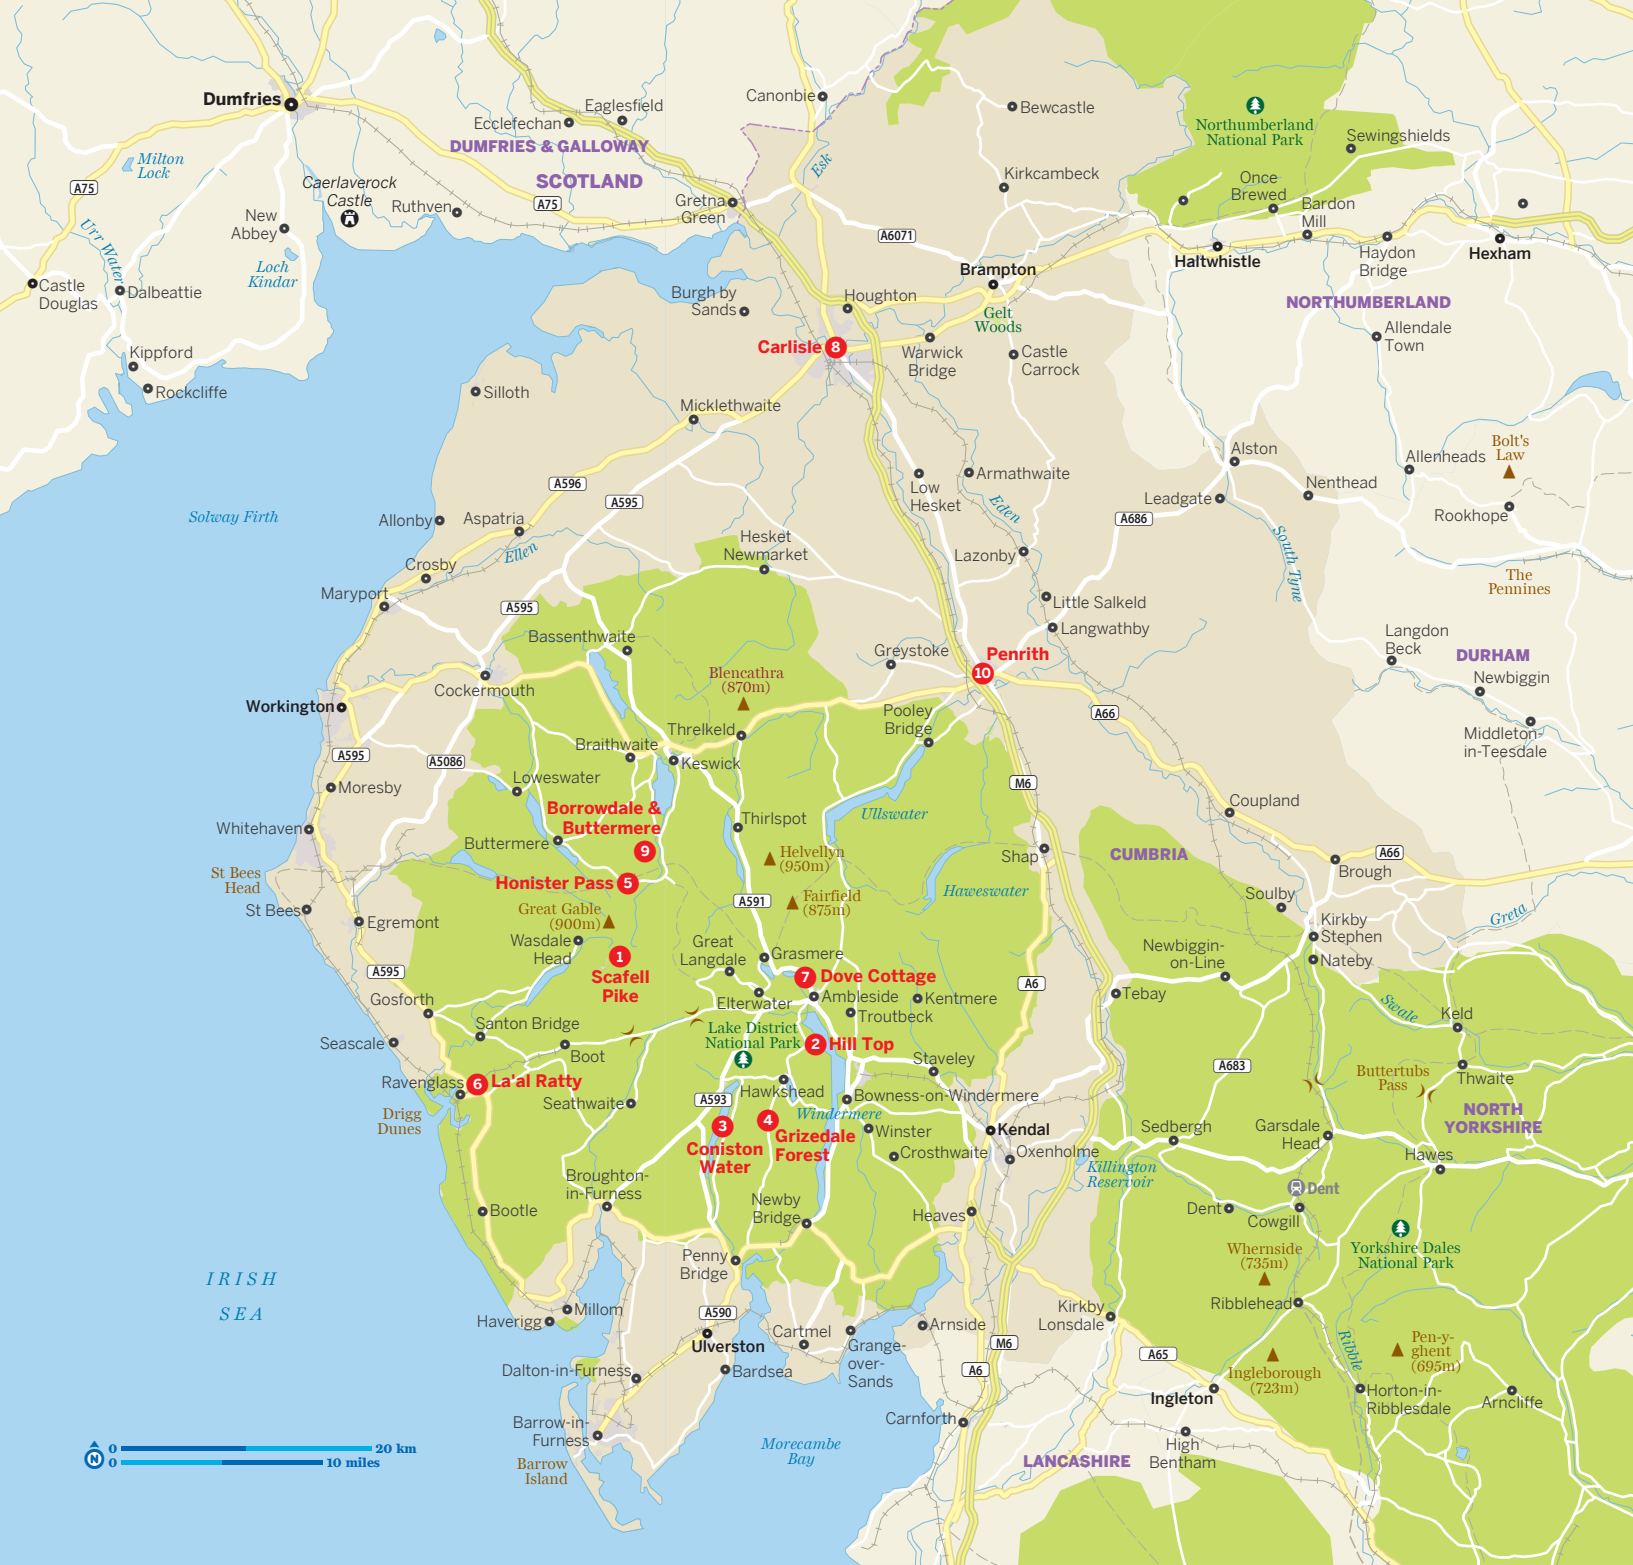 Dumfries
Canonbie
Eaglesfield
Ecclefechan
DUMFRIES & GALLOWAY
Bewcastle
Northumberland
National Park
Sewingshields
Milton
Lock
Esk
A75
Caerlaverock
Castle
SCOTLAND
Kirkcambeck
Once
Brewed
New
Abbey
Ruthven
A75
Gretna
Green
Bardon
Mill
Urr Water
A6071
Haltwhistle
Haydon
Bridge
Hexham
Loch
Kindar
Castle
Douglas
Dalbeattie
Brampton
Burgh by
Sands
Houghton
NORTHUMBERLAND
Gelt
Woods
Allendale
Town
Kippford
Carlisle
8
Warwick
Bridge
Castle
Carrock
Rockcliffe
Silloth
Micklethwaite
Alston
Bolt's
Law
Allenheads
Low
Hesket
Armathwaite
Nenthead
A596
A595
Leadgate
Eden
A686
Rookhope
Solway Firth
Allonby
Aspatria
Ellen
Hesket
Newmarket
Lazonby
South Tyne
Crosby
The
Pennines
Maryport
A595
Little Salkeld
Langwathby
Bassenthwaite
Greystoke
Penrith
10
Langdon
Beck
DURHAM
Newbiggin
Cockermouth
Blencathra
(870m)
Workington
Threlkeld
Pooley
Bridge
A66
Middleton-
in-Teesdale
A595
A5086
Braithwaite
Keswick
Moresby
Loweswater
M6
Borrowdale &
Buttermere
9
Thirlspot
Ullswater
Coupland
Whitehaven
Buttermere
Helvellyn
(950m)
Shap
CUMBRIA
A66
Brough
St Bees
Head
Honister Pass
5
A591
Fairfield
(875m)
Haweswater
Soulby
St Bees
Egremont
Great Gable
(900m)
Greta
Kirkby
Stephen
Wasdale
Head
1
Scafell
Pike
Great
Langdale
Grasmere
Newbiggin-
on-Line
Nateby
A595
7
Dove Cottage
A6
Gosforth
Elterwater
Ambleside
Kentmere
Tebay
Swale
Keld
Troutbeck
Seascale
Santon Bridge
Lake District
National Park
2
Hill Top
Boot
Staveley
A683
Buttertubs
Pass
Thwaite
Ravenglass
6
La'al Ratty
Hawkshead
Seathwaite
A593
Windermere
Bowness-on-Windermere
NORTH
YORKSHIRE
Drigg
Dunes
3
Coniston
Water
4
Grizedale
Forest
Winster
Kendal
Sedbergh
Garsdale
Head
Crosthwaite
Oxenholme
Hawes
Killington
Reservoir
Broughton-
in-Furness
Dent
Bootle
Newby
Bridge
Heaves
Dent
Cowgill
Penny
Bridge
Whernside
(735m)
Yorkshire Dales
National Park
IRISH
SEA
Millom
Haverigg
A590
Kirkby
Lonsdale
Ribblehead
Ulverston
Cartmel
Grange-
over-
Sands
Arnside
M6
A65
Ribble
Pen-y-
ghent
(695m)
Dalton-in-Furness
Bardsea
A6
Ingleborough
(723m)
Ingleton
Horton-in-
Ribblesdale
Arncliffe
Barrow-in-
Furness
Carnforth
High
Bentham
Morecambe
Bay
LANCASHIRE
Barrow
Island
N
0
20 km
0
10 miles